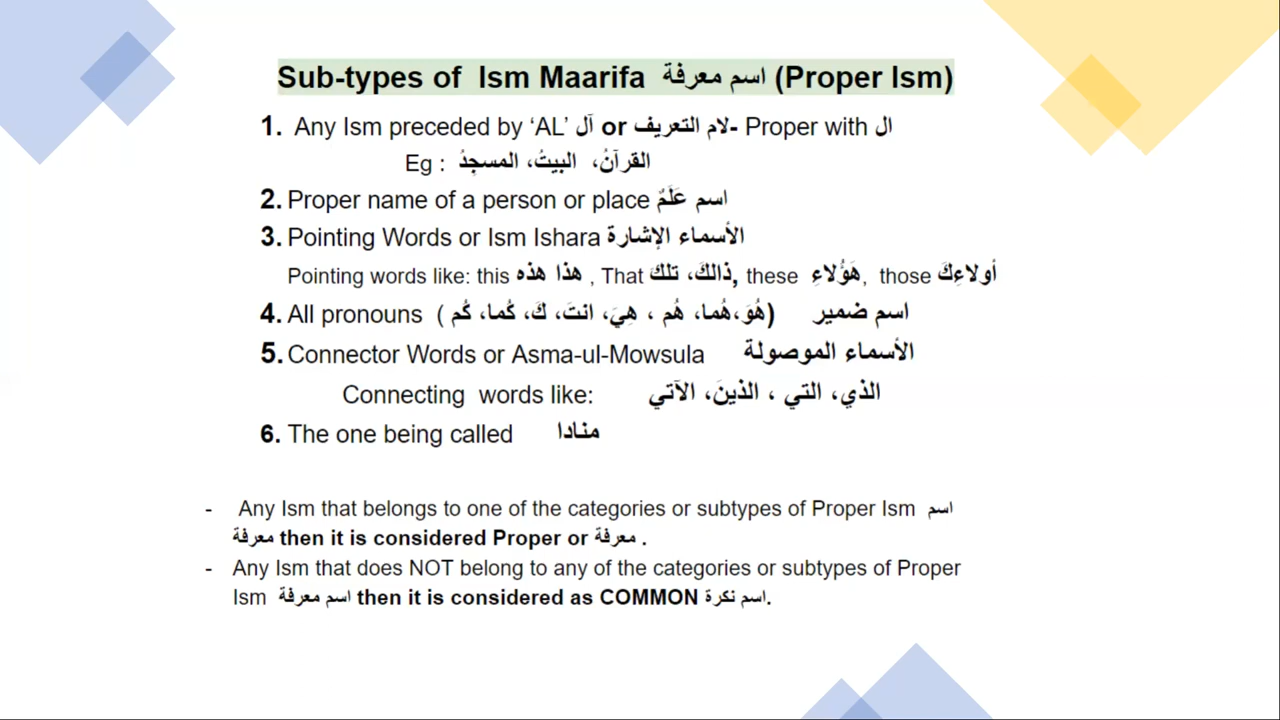 Sub-types of Ism Maarifa اسم معرفة (Proper Ism)
1. Any Ism preceded by ‘AL’ آل or لام التعريف- Proper with ال
Eg : القرآنُ، البيتُ، المسجِدُ
2. Proper name of a person or place اسم عَلَمٌ
3. Pointing Words or Ism Ishara الأسماء الإشارة
Pointing words like: this هذا هذه , That ذالكَ، تلك, these هَؤُلاءِ, those أولاءِكَ
4. All pronouns ( هُوَ،هُما، هُم ، هِيَ، انتَ، كَ، كُما، كُم) اسم ضمير
5. Connector Words or Asma-ul-Mowsula الأسماء الموصولة
Connecting words like: الذي، التي ، الذينَ، الآتي
6. The one being called منادا
- Any Ism that belongs to one of the categories or subtypes of Proper Ism اسم
معرفة then it is considered Proper or معرفة .
- Any Ism that does NOT belong to any of the categories or subtypes of Proper
Ism اسم معرفة then it is considered as COMMON اسم نكرة.